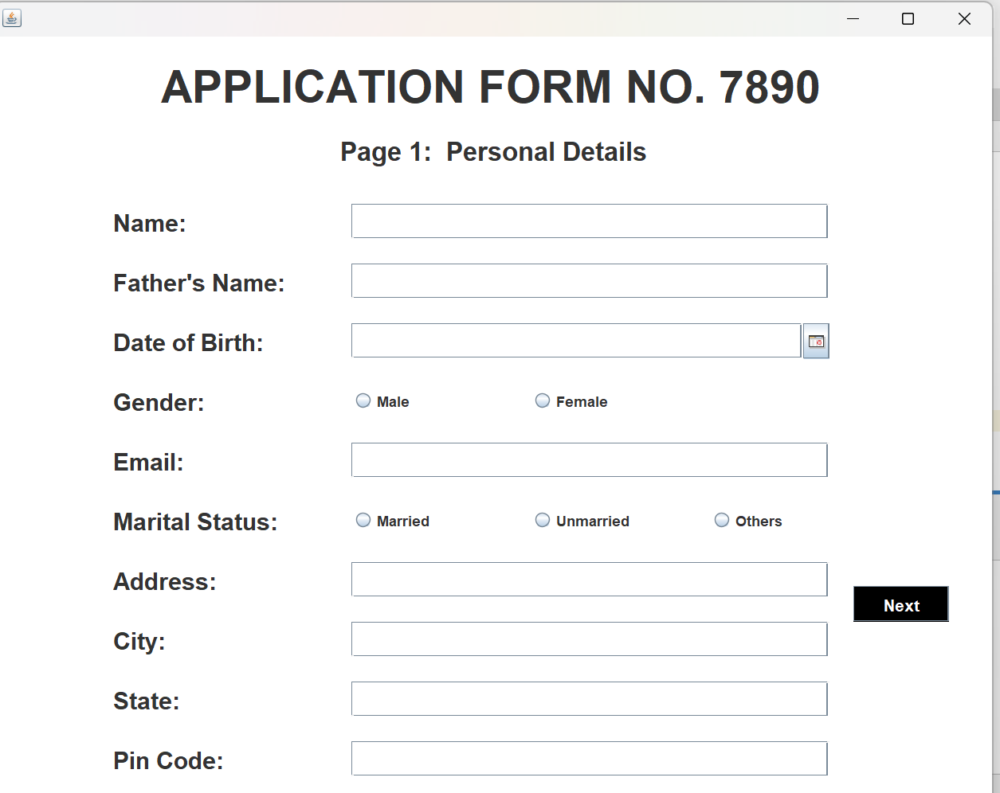 APPLICATION FORM NO. 7890
Page 1:  Personal Details
Name:
Father's Name:
Date of Birth:
Gender: Male Female
Email:
Marital Status: Married Unmarried Others
Address:
Next
City:
State:
Pin Code: